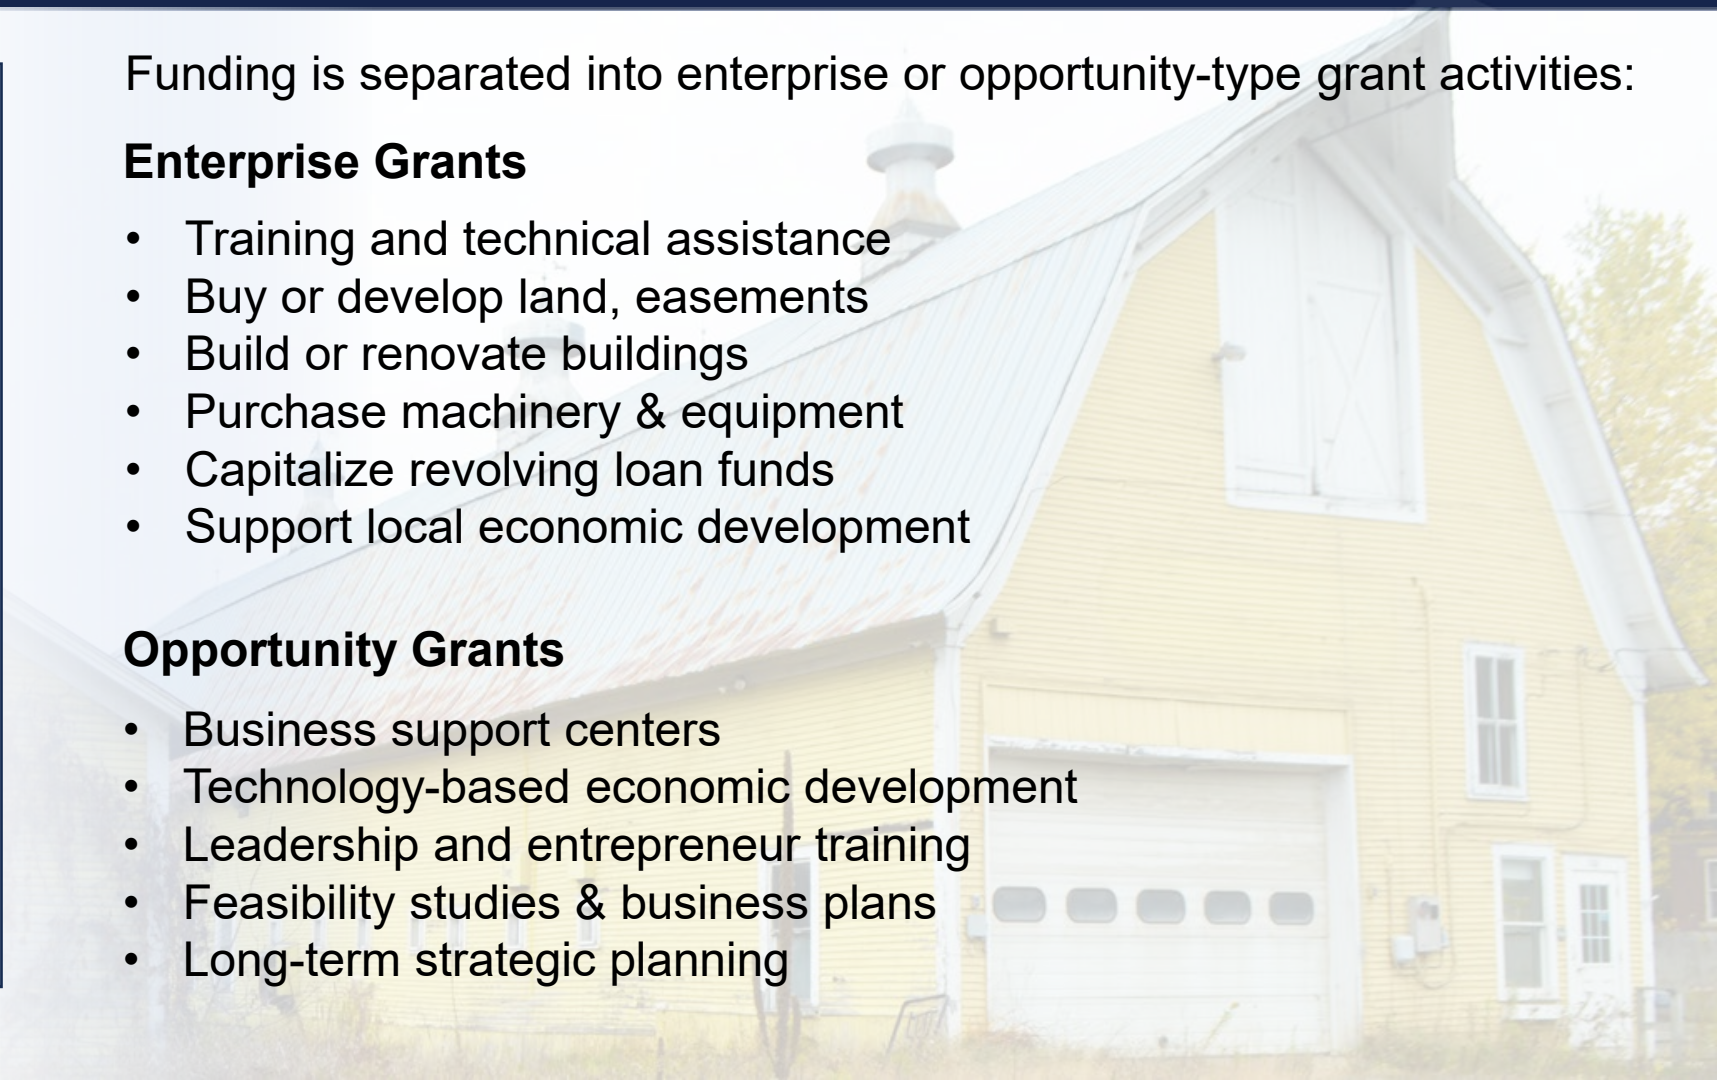 Funding is separated into enterprise or opportunity-type grant activities:
Enterprise Grants
• Training and technical assistance
• Buy or develop land, easements
• Build or renovate buildings
• Purchase machinery & equipment
• Capitalize revolving loan funds
• Support local economic development
Opportunity Grants
• Business support centers
• Technology-based economic development
• Leadership and entrepreneur training
• Feasibility studies & business plans
• Long-term strategic planning